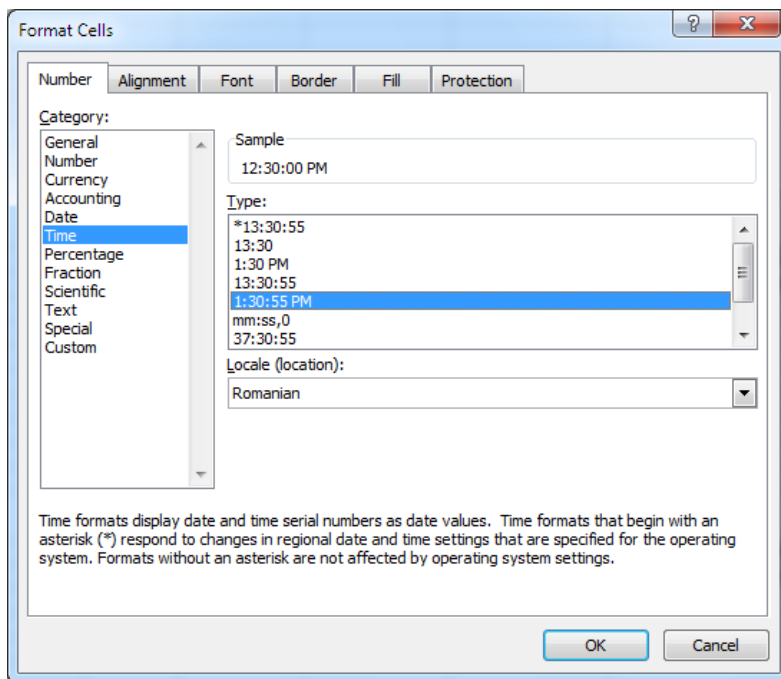 Format Cells
Number Alignment Font Border Fill Protection
Category:
General
Number
Currency
Accounting
Date
Time
Percentage
Fraction
Scientific
Text
Special
Custom
Sample
12:30:00 PM
Type:
*13:30:55
13:30
1:30 PM
13:30:55
1:30:55 PM
mm:ss,0
37:30:55
Locale (location):
Romanian
Time formats display date and time serial numbers as date values. Time formats that begin with an
asterisk (*) respond to changes in regional date and time settings that are specified for the operating
system. Formats without an asterisk are not affected by operating system settings.
OK Cancel